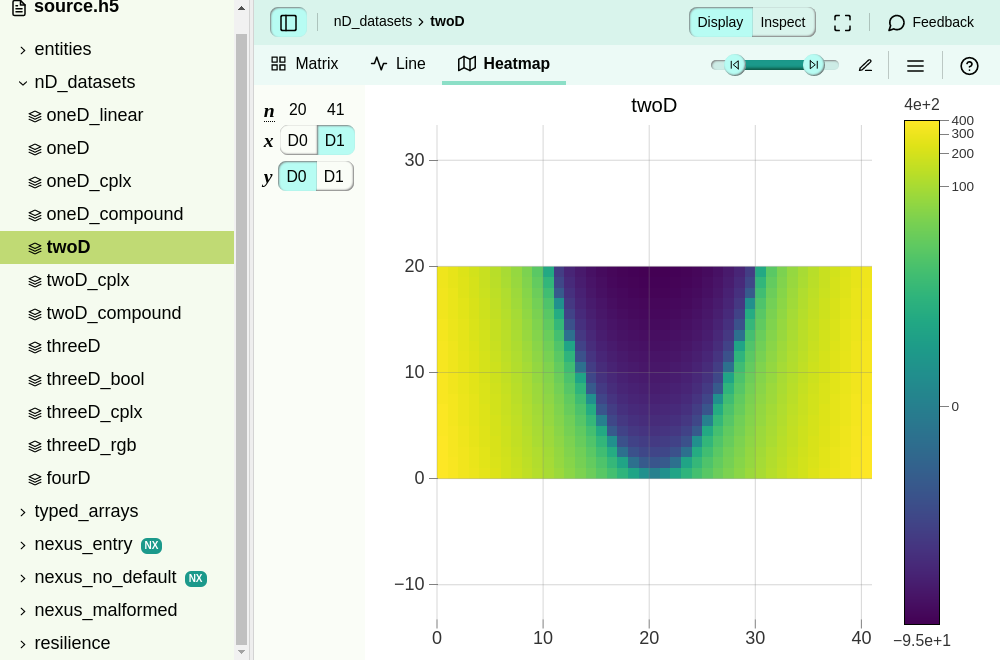 source.h5
entities
nD_datasets
oneD_linear
oneD
oneD_cplx
oneD_compound
twoD
twoD_cplx
twoD_compound
threeD
threeD_bool
threeD_cplx
threeD_rgb
fourD
typed_arrays
nexus_entry NX
nexus_no_default NX
nexus_malformed
resilience
nD_datasets › twoD
Display Inspect
Feedback
Matrix Line Heatmap
n 20 41
x D0 D1
y D0 D1
twoD
30
20
10
0
−10
0 10 20 30 40
4e+2
400
300
200
100
0
−9.5e+1